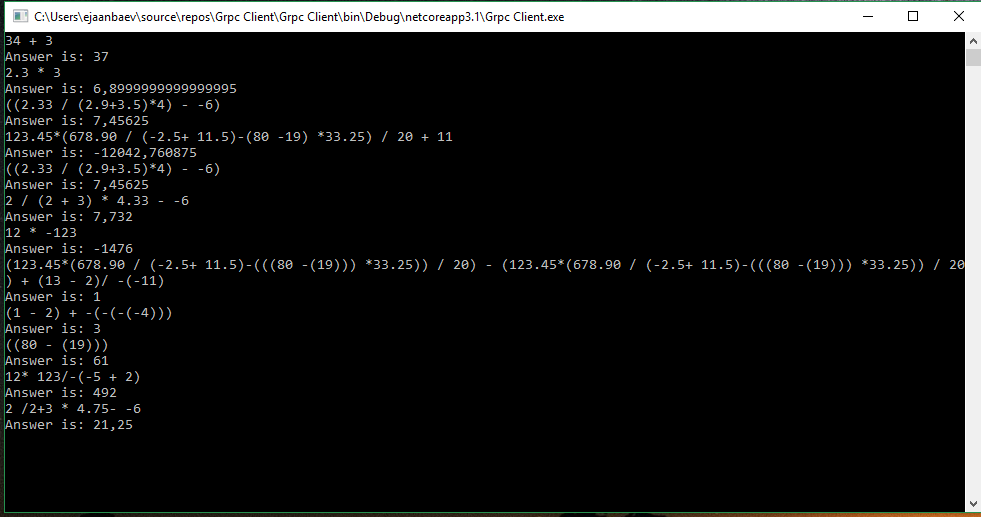 C:\Users\ejaanbaev\source\repos\Grpc Client\Grpc Client\bin\Debug\netcoreapp3.1\Grpc Client.exe
34 + 3
Answer is: 37
2.3 * 3
Answer is: 6,8999999999999995
((2.33 / (2.9+3.5)*4) - -6)
Answer is: 7,45625
123.45*(678.90 / (-2.5+ 11.5)-(80 -19) *33.25) / 20 + 11
Answer is: -12042,760875
((2.33 / (2.9+3.5)*4) - -6)
Answer is: 7,45625
2 / (2 + 3) * 4.33 - -6
Answer is: 7,732
12 * -123
Answer is: -1476
(123.45*(678.90 / (-2.5+ 11.5)-(((80 -(19))) *33.25)) / 20) - (123.45*(678.90 / (-2.5+ 11.5)-(((80 -(19))) *33.25)) / 20
) + (13 - 2)/ -(-11)
Answer is: 1
(1 - 2) + -(-(-(-4)))
Answer is: 3
((80 - (19)))
Answer is: 61
12* 123/-(-5 + 2)
Answer is: 492
2 /2+3 * 4.75- -6
Answer is: 21,25